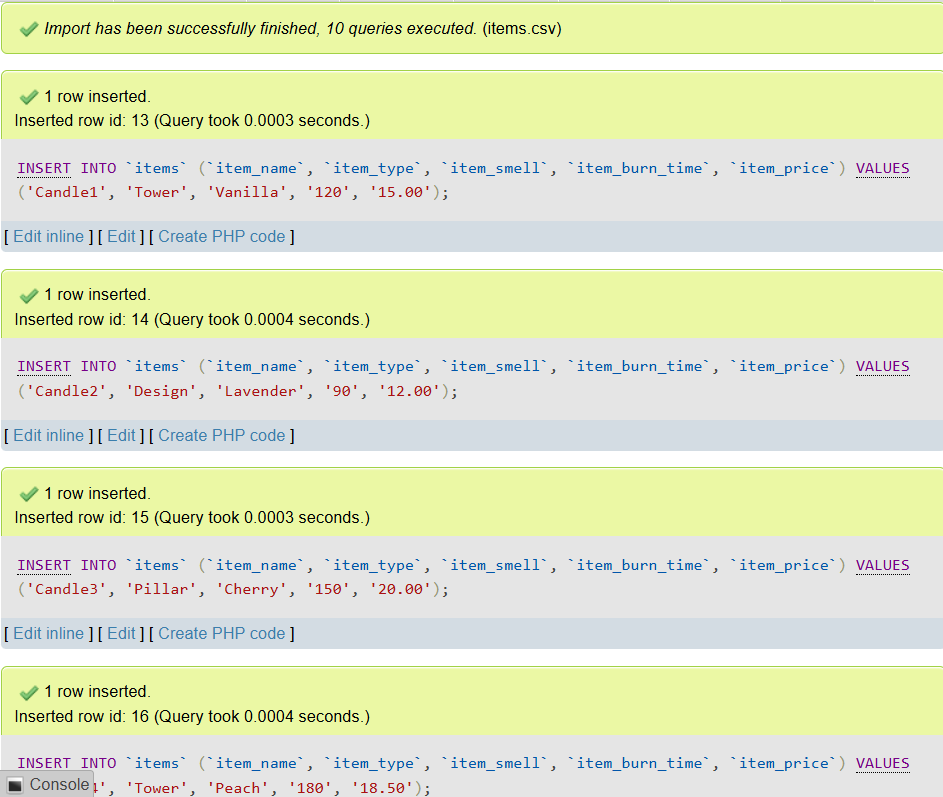 Import has been successfully finished, 10 queries executed. (items.csv)
1 row inserted.
Inserted row id: 13 (Query took 0.0003 seconds.)
INSERT INTO `items` (`item_name`, `item_type`, `item_smell`, `item_burn_time`, `item_price`) VALUES
('Candle1', 'Tower', 'Vanilla', '120', '15.00');
[ Edit inline ] [ Edit ] [ Create PHP code ]
1 row inserted.
Inserted row id: 14 (Query took 0.0004 seconds.)
INSERT INTO `items` (`item_name`, `item_type`, `item_smell`, `item_burn_time`, `item_price`) VALUES
('Candle2', 'Design', 'Lavender', '90', '12.00');
[ Edit inline ] [ Edit ] [ Create PHP code ]
1 row inserted.
Inserted row id: 15 (Query took 0.0003 seconds.)
INSERT INTO `items` (`item_name`, `item_type`, `item_smell`, `item_burn_time`, `item_price`) VALUES
('Candle3', 'Pillar', 'Cherry', '150', '20.00');
[ Edit inline ] [ Edit ] [ Create PHP code ]
1 row inserted.
Inserted row id: 16 (Query took 0.0004 seconds.)
INSERT INTO `items` (`item_name`, `item_type`, `item_smell`, `item_burn_time`, `item_price`) VALUES
Console ', 'Tower', 'Peach', '180', '18.50');